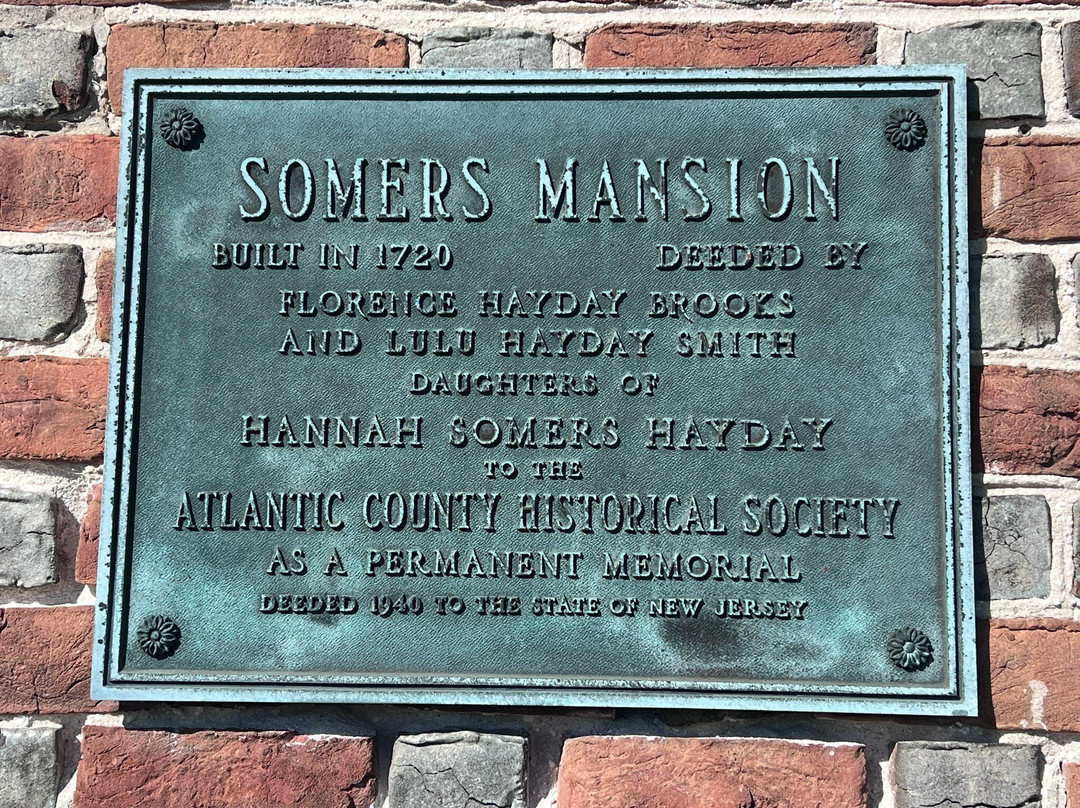 SOMERS MANSION
BUILT IN 1720 DEEDED BY
FLORENCE HAYDAY BROOKS
AND LULU HAYDAY SMITH
DAUGHTERS OF
HANNAH SOMERS HAYDAY
TO THE
ATLANTIC COUNTY HISTORICAL SOCIETY
AS A PERMANENT MEMORIAL
DEEDED 1940 TO THE STATE OF NEW JERSEY